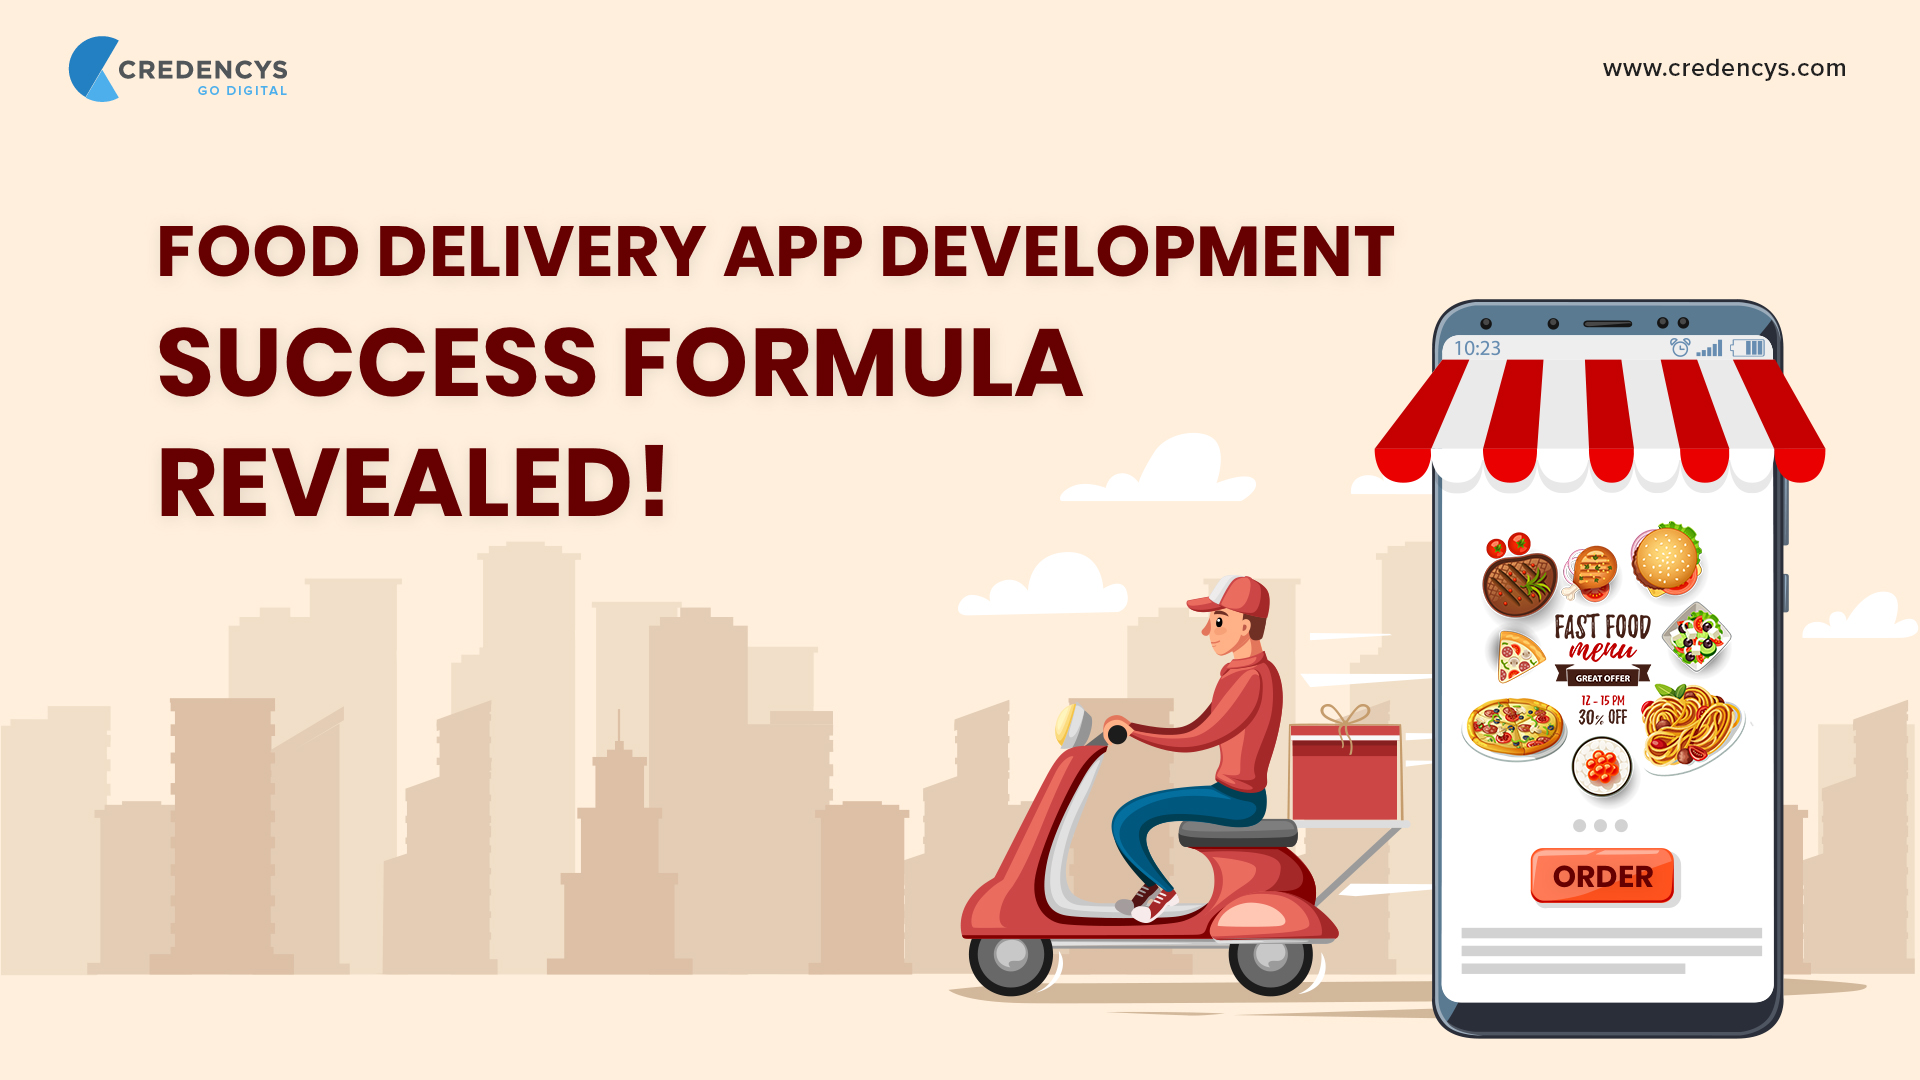 CREDENCYS
GO DIGITAL
www.credencys.com
FOOD DELIVERY APP DEVELOPMENT
SUCCESS FORMULA
REVEALED!
10:23
FAST FOOD
menu
GREAT OFFER
12 - 15 PM
30% OFF
ORDER